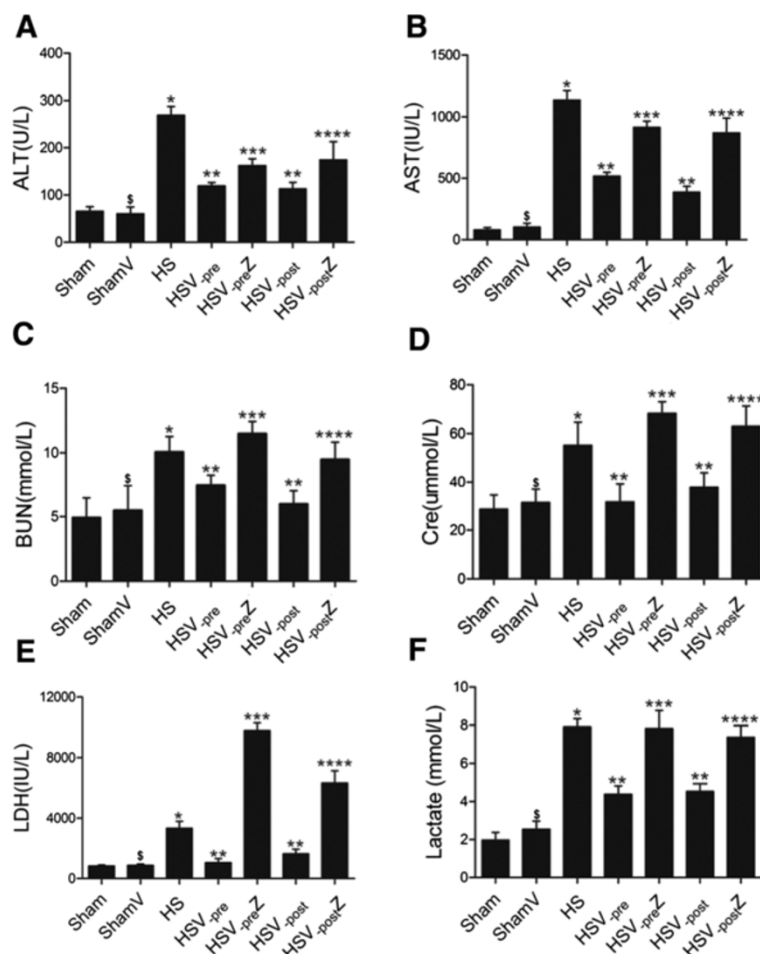 A
ALT(U/L)
400
300
200
100
0
* ** *** ** ****
$
Sham ShamV HS HSV-pre HSV-preZ HSV-post HSV-postZ
B
AST(IU/L)
1500
1000
500
0
* ** *** ** ****
$
Sham ShamV HS HSV-pre HSV-preZ HSV-post HSV-postZ
C
BUN(mmol/L)
15
10
5
0
* ** *** ** ****
$
Sham ShamV HS HSV-pre HSV-preZ HSV-post HSV-postZ
D
Cre(ummol/L)
80
60
40
20
0
* ** *** ** ****
$
Sham ShamV HS HSV-pre HSV-preZ HSV-post HSV-postZ
E
LDH(IU/L)
12000
8000
4000
0
* ** *** ** ****
$
Sham ShamV HS HSV-pre HSV-preZ HSV-post HSV-postZ
F
Lactate (mmol/L)
8
6
4
2
0
* ** *** ** ****
$
Sham ShamV HS HSV-pre HSV-preZ HSV-post HSV-postZ